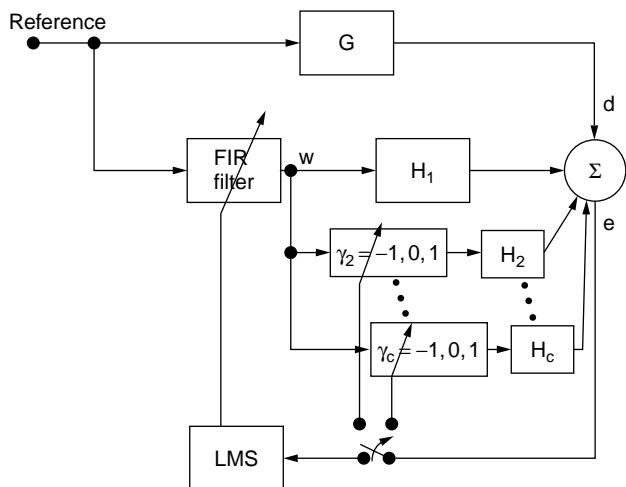 Reference
G
d
FIR
filter
w
H₁
Σ
e
γ₂ = −1, 0, 1
H₂
γc = −1, 0, 1
Hc
LMS